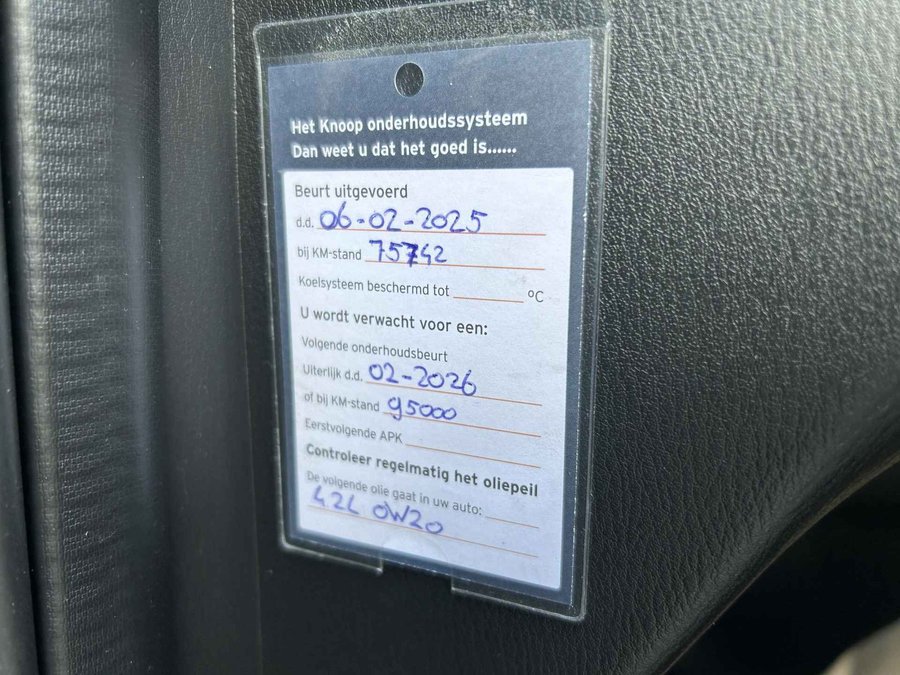 Het Knoop onderhoudssysteem
Dan weet u dat het goed is......
Beurt uitgevoerd
d.d. 06-02-2025
bij KM-stand 75742
Koelsysteem beschermd tot ______ °C
U wordt verwacht voor een:
Volgende onderhoudsbeurt
Uiterlijk d.d. 02-2026
of bij KM-stand 95000
Eerstvolgende APK
Controleer regelmatig het oliepeil
De volgende olie gaat in uw auto:
4.2L 0W20